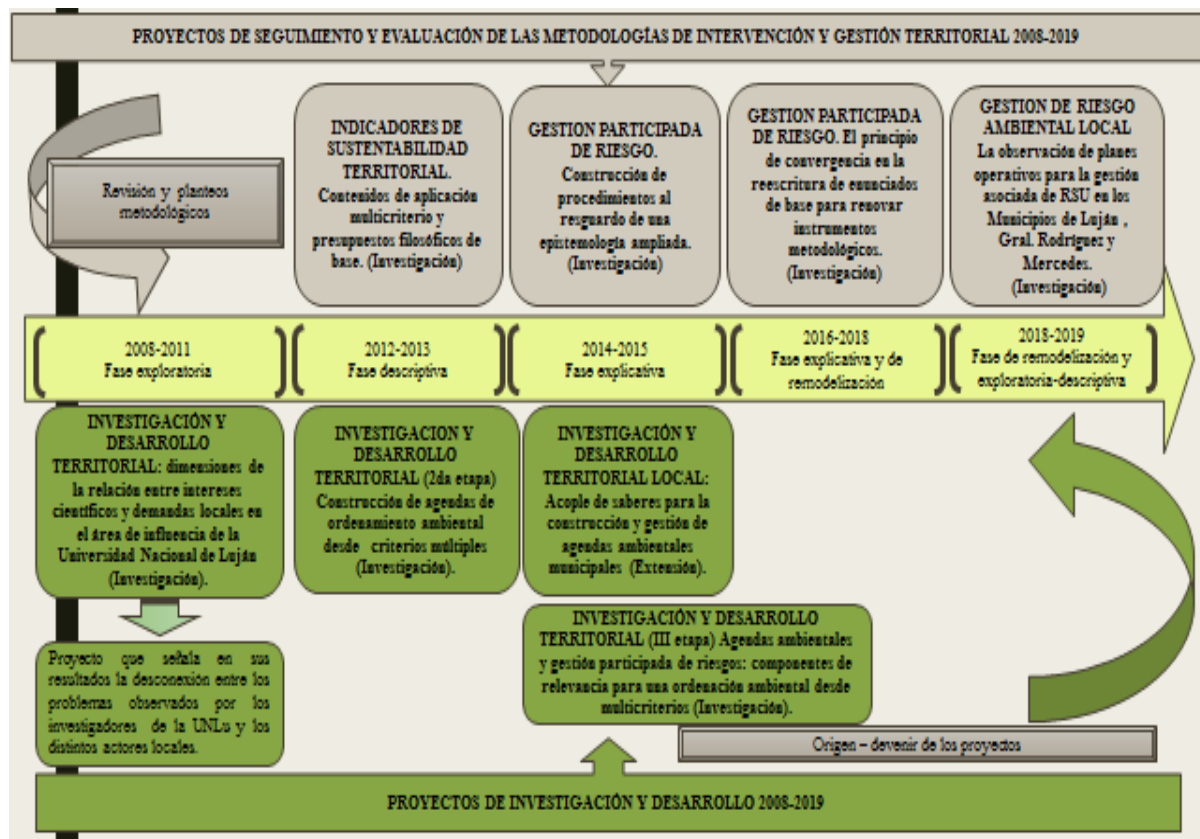 PROYECTOS DE SEGUIMIENTO Y EVALUACIÓN DE LAS METODOLOGÍAS DE INTERVENCIÓN Y GESTIÓN TERRITORIAL 2008-2019
Revisión y planteos
metodológicos
INDICADORES DE
SUSTENTABILIDAD
TERRITORIAL.
Contenidos de aplicación
multicriterio y
presupuestos filosóficos de
base. (Investigación)
GESTION PARTICIPADA
DE RIESGO.
Construcción de
procedimientos al
resguardo de una
epistemología ampliada.
(Investigación)
GESTION PARTICIPADA
DE RIESGO. El principio
de convergencia en la
reescritura de enunciados
de base para renovar
instrumentos
metodológicos.
(Investigación)
GESTION DE RIESGO
AMBIENTAL LOCAL
La observación de planes
operativos para la gestión
asociada de RSU en los
Municipios de Luján ,
Gral. Rodríguez y
Mercedes.
(Investigación)
2008-2011
Fase exploratoria
2012-2013
Fase descriptiva
2014-2015
Fase explicativa
2016-2018
Fase explicativa y de
remodelización
2018-2019
Fase de remodelización y
exploratoria-descriptiva
INVESTIGACIÓN Y
DESARROLLO
TERRITORIAL: dimensiones de
la relación entre intereses
científicos y demandas locales en
el área de influencia de la
Universidad Nacional de Luján
(Investigación).
INVESTIGACION Y
DESARROLLO
TERRITORIAL (2da etapa)
Construcción de agendas de
ordenamiento ambiental
desde criterios múltiples
(Investigación).
INVESTIGACIÓN Y
DESARROLLO
TERRITORIAL LOCAL:
Acople de saberes para la
construcción y gestión de
agendas ambientales
municipales (Extensión).
INVESTIGACIÓN Y DESARROLLO
TERRITORIAL (III etapa) Agendas ambientales
y gestión participada de riesgos: componentes de
relevancia para una ordenación ambiental desde
multicriterios (Investigación).
Proyecto que señala en sus
resultados la desconexión entre los
problemas observados por los
investigadores de la UNLu y los
distintos actores locales.
Origen – devenir de los proyectos
PROYECTOS DE INVESTIGACIÓN Y DESARROLLO 2008-2019